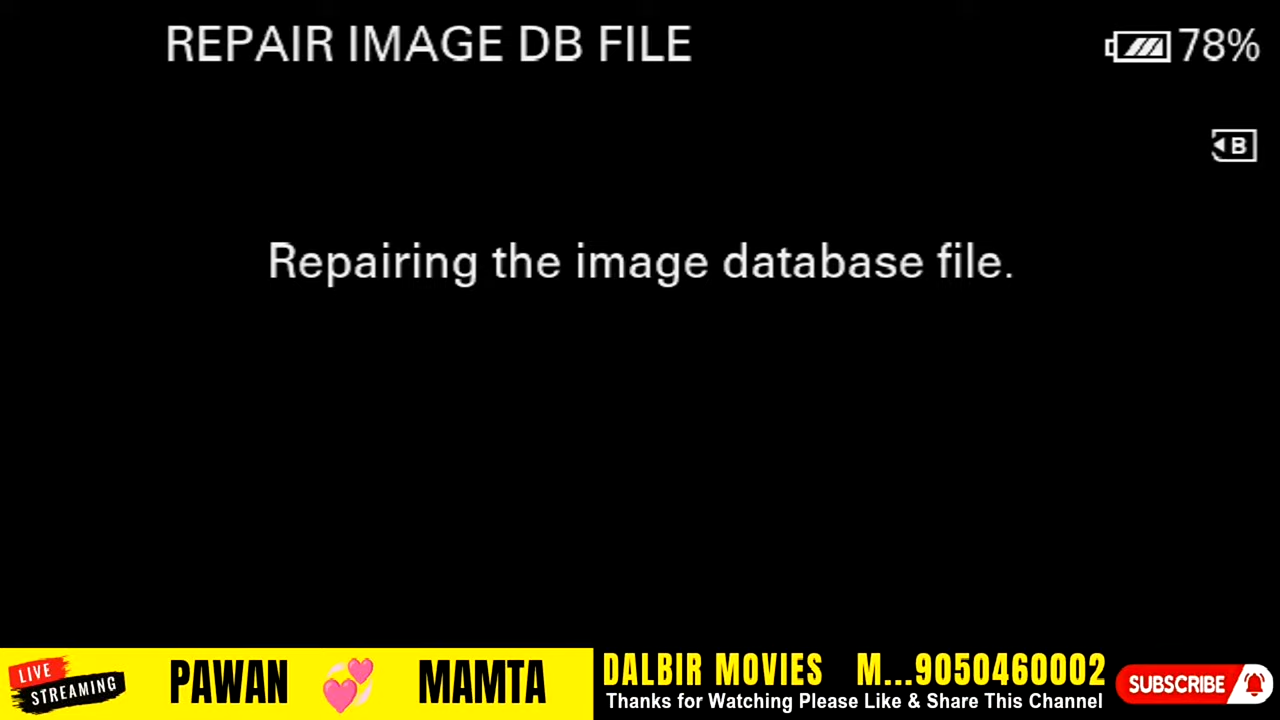 REPAIR IMAGE DB FILE
78%
B
Repairing the image database file.
LIVE
STREAMING
PAWAN 💞 MAMTA
DALBIR MOVIES M...9050460002
Thanks for Watching Please Like & Share This Channel
SUBSCRIBE